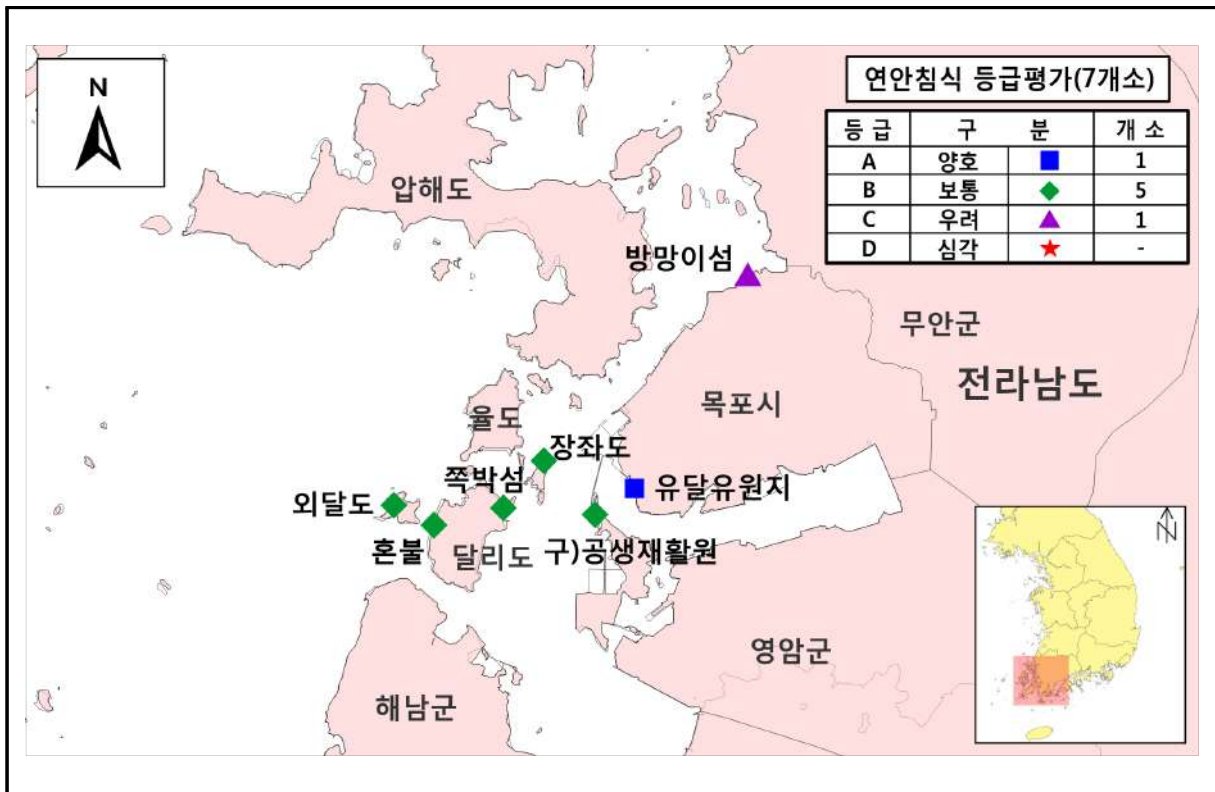 N
연안침식 등급평가(7개소)
등 급 구 분 개 소
A 양호 1
B 보통 5
C 우려 1
D 심각 -
압해도
방망이섬
무안군
전라남도
목포시
율도
장좌도
쪽박섬
유달유원지
외달도
혼불
달리도
구)공생재활원
N
영암군
해남군